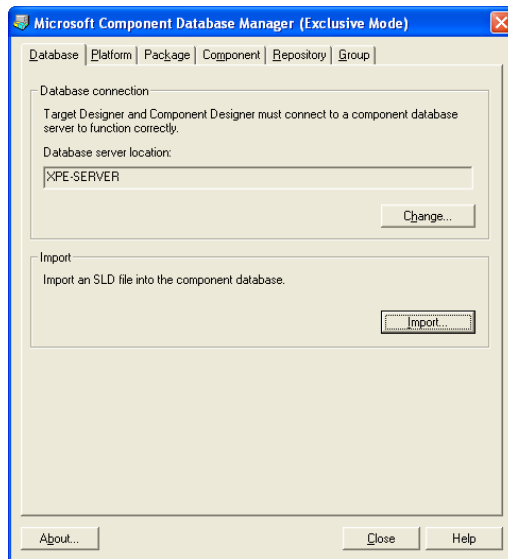 Microsoft Component Database Manager (Exclusive Mode)
Database Platform Package Component Repository Group
Database connection
Target Designer and Component Designer must connect to a component database
server to function correctly.
Database server location:
XPE-SERVER
Change...
Import
Import an SLD file into the component database.
Import...
About... Close Help